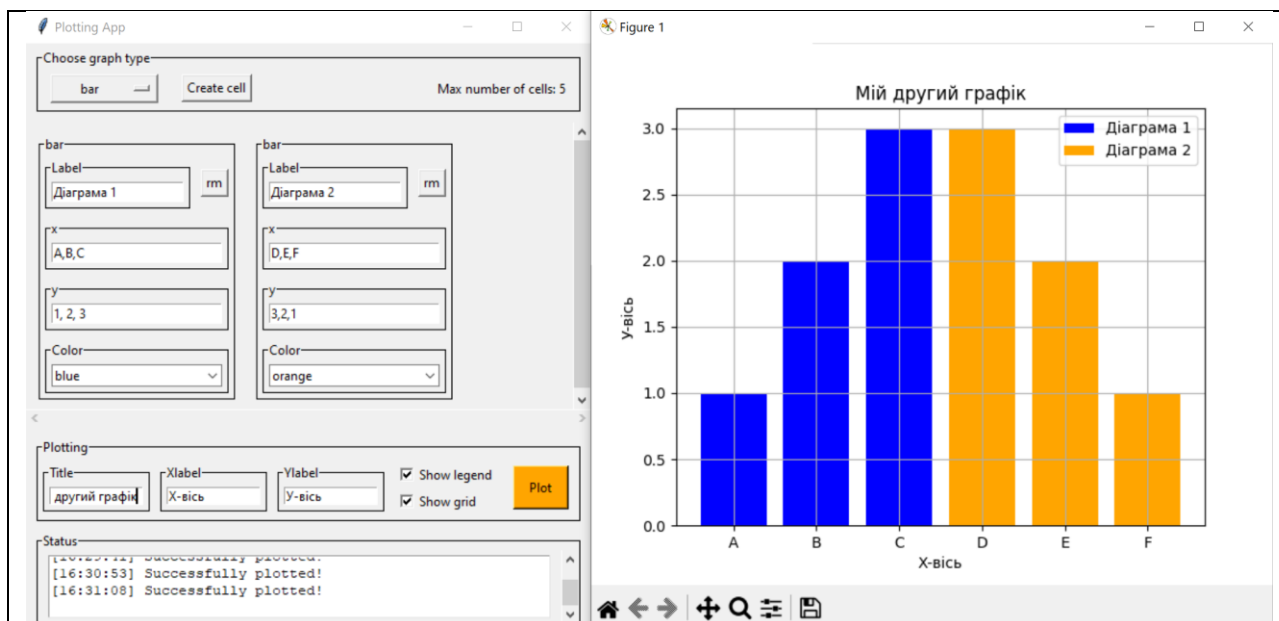 Plotting App
Choose graph type
bar
Create cell
Max number of cells: 5
bar
Label
Діаграма 1
rm
x
A,B,C
y
1, 2, 3
Color
blue
bar
Label
Діаграма 2
rm
x
D,E,F
y
3,2,1
Color
orange
Plotting
Title
другий графік
Xlabel
Х-вісь
Ylabel
У-вісь
Show legend
Show grid
Plot
Status
Successfully plotted!
[16:30:53] Successfully plotted!
[16:31:08] Successfully plotted!
Figure 1
Мій другий графік
Діаграма 1
Діаграма 2
3.0
2.5
2.0
1.5
1.0
0.5
0.0
У-вісь
A B C D E F
Х-вісь